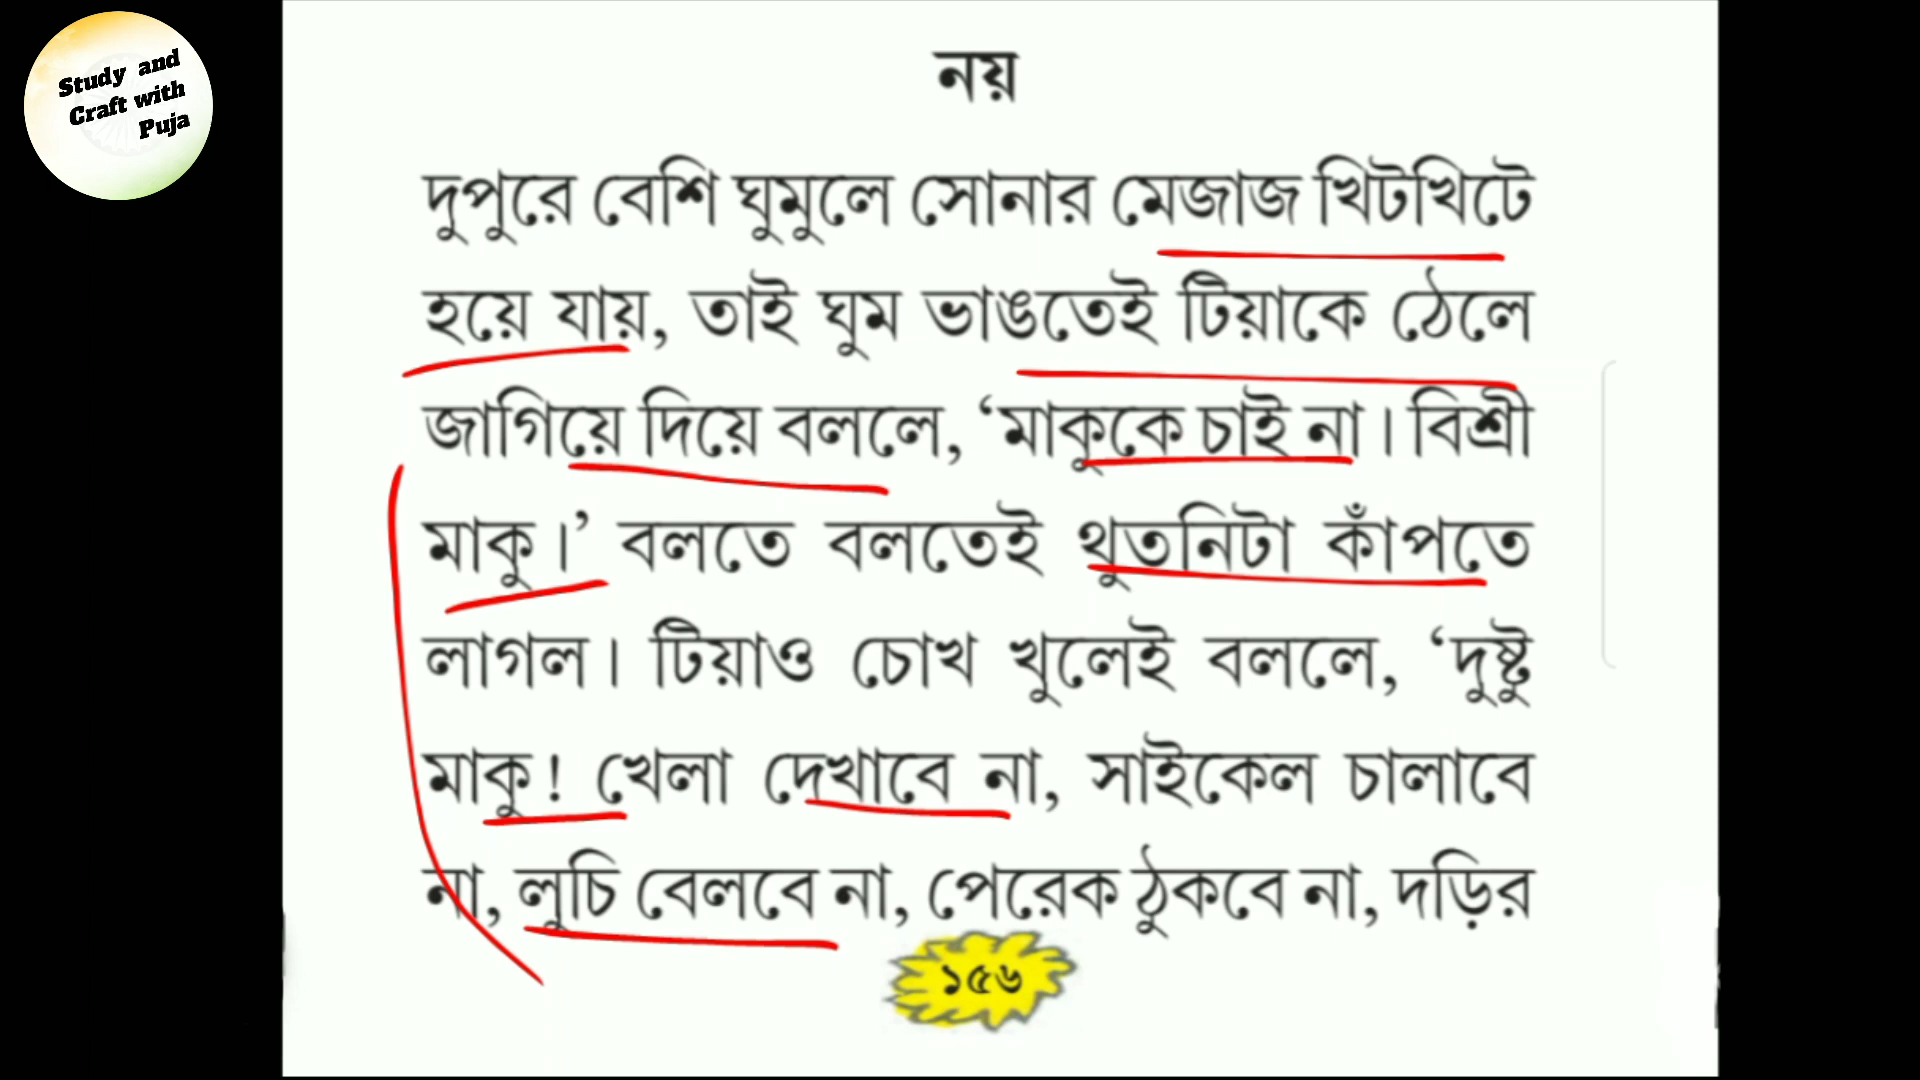 Study and
Craft with
Puja
নয়
দুপুরে বেশি ঘুমুলে সোনার মেজাজ খিটখিটে
হয়ে যায়, তাই ঘুম ভাঙতেই টিয়াকে ঠেলে
জাগিয়ে দিয়ে বললে, ‘মাকুকে চাই না। বিশ্রী
মাকু।’ বলতে বলতেই থুতনিটা কাঁপতে
লাগল। টিয়াও চোখ খুলেই বললে, ‘দুষ্টু
মাকু! খেলা দেখাবে না, সাইকেল চালাবে
না, লুচি বেলবে না, পেরেক ঠুকবে না, দড়ির
১৫৬